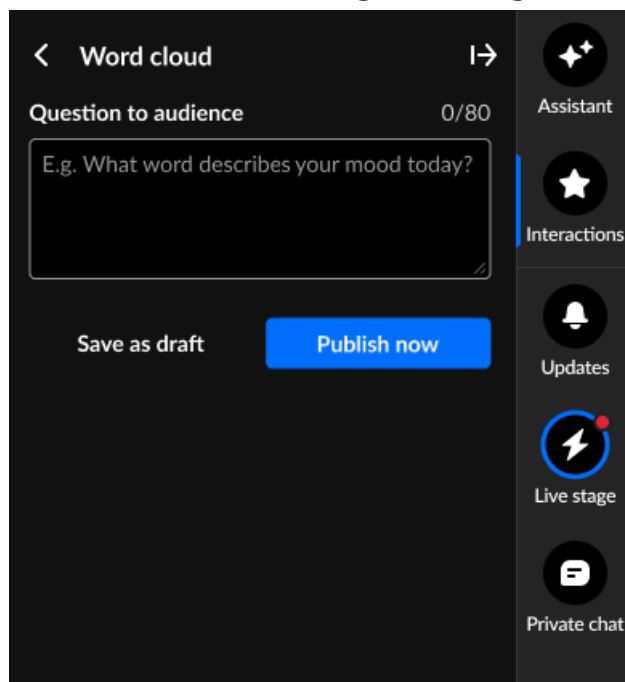 Word cloud
Question to audience 0/80
E.g. What word describes your mood today?
Save as draft Publish now
Assistant
Interactions
Updates
Live stage
Private chat